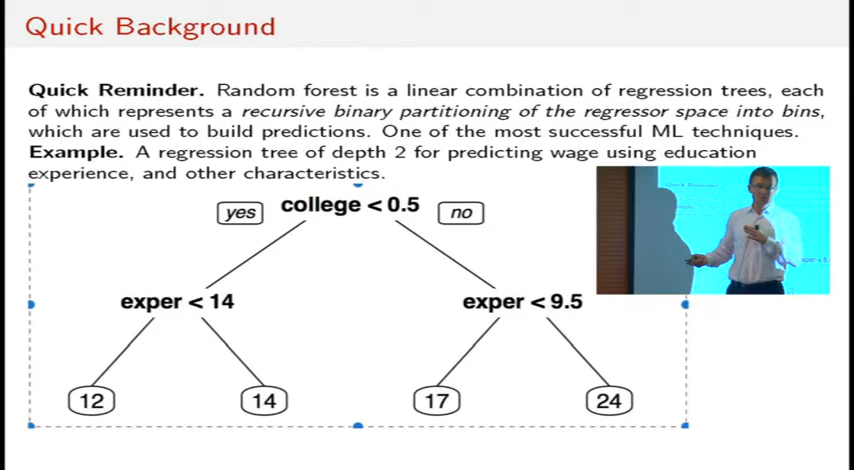 Quick Background
Quick Reminder. Random forest is a linear combination of regression trees, each
of which represents a recursive binary partitioning of the regressor space into bins,
which are used to build predictions. One of the most successful ML techniques.
Example. A regression tree of depth 2 for predicting wage using education
experience, and other characteristics.
yes college < 0.5 no
exper < 14 exper < 9.5
12 14 17 24